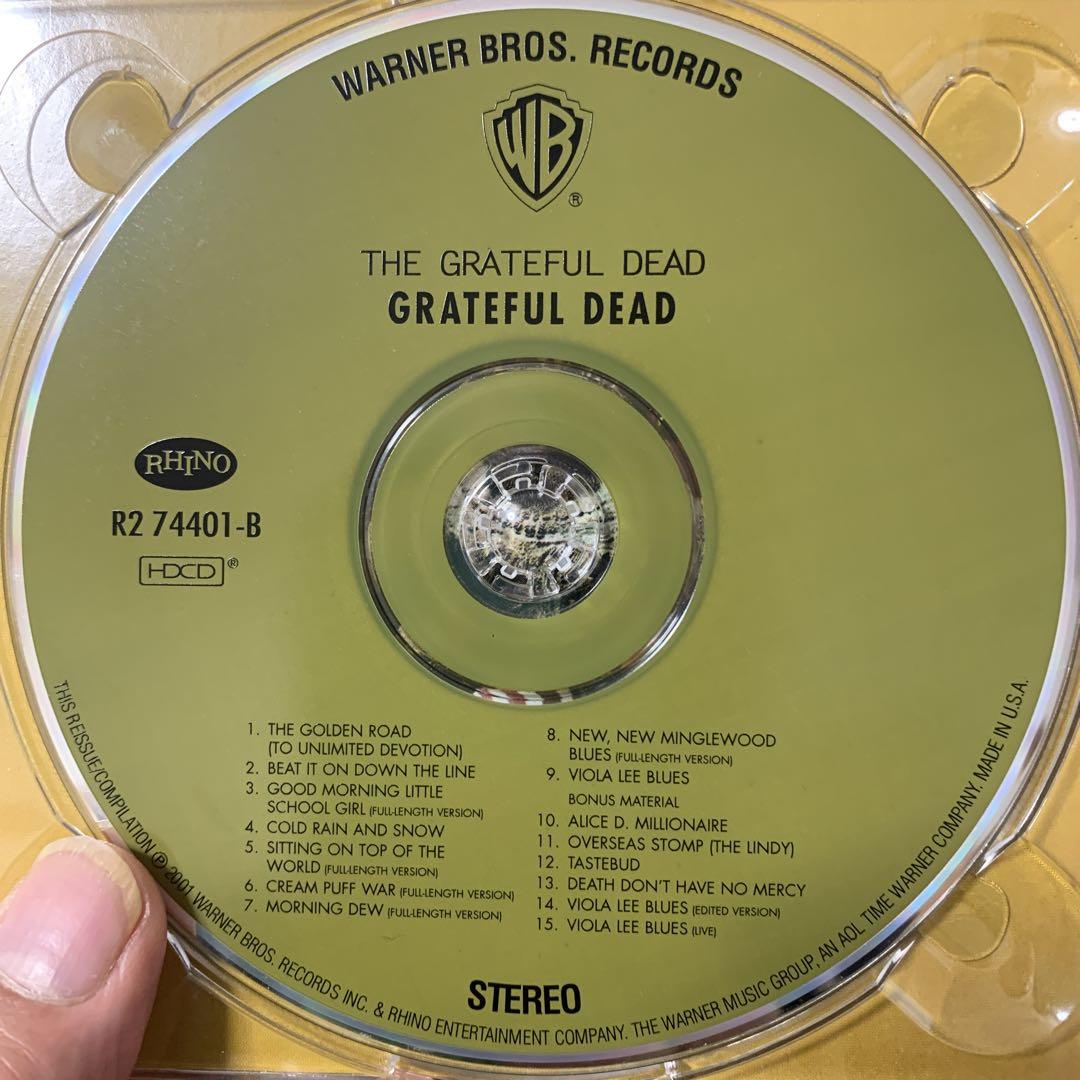 WARNER BROS. RECORDS
WB
®
THE GRATEFUL DEAD
GRATEFUL DEAD
RHINO
R2 74401-B
HDCD ®
1. THE GOLDEN ROAD
(TO UNLIMITED DEVOTION)
2. BEAT IT ON DOWN THE LINE
3. GOOD MORNING LITTLE
SCHOOL GIRL (FULL-LENGTH VERSION)
4. COLD RAIN AND SNOW
5. SITTING ON TOP OF THE
WORLD (FULL-LENGTH VERSION)
6. CREAM PUFF WAR (FULL-LENGTH VERSION)
7. MORNING DEW (FULL-LENGTH VERSION)
8. NEW, NEW MINGLEWOOD
BLUES (FULL-LENGTH VERSION)
9. VIOLA LEE BLUES
BONUS MATERIAL
10. ALICE D. MILLIONAIRE
11. OVERSEAS STOMP (THE LINDY)
12. TASTEBUD
13. DEATH DON'T HAVE NO MERCY
14. VIOLA LEE BLUES (EDITED VERSION)
15. VIOLA LEE BLUES (LIVE)
STEREO
THIS REISSUE/COMPILATION ℗ 2001 WARNER BROS. RECORDS INC. & RHINO ENTERTAINMENT COMPANY. THE WARNER MUSIC GROUP, AN AOL TIME WARNER COMPANY. MADE IN U.S.A.